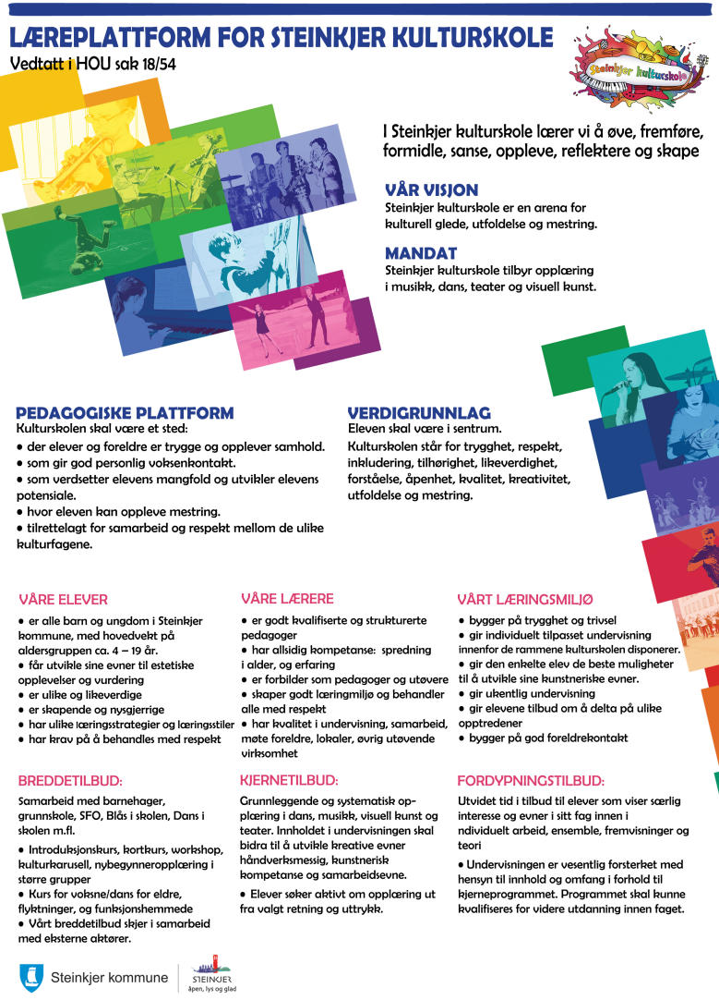 LÆREPLATTFORM FOR STEINKJER KULTURSKOLE
Vedtatt i HOU sak 18/54
Steinkjer kulturskole
I Steinkjer kulturskole lærer vi å øve, fremføre,
formidle, sanse, oppleve, reflektere og skape
VÅR VISJON
Steinkjer kulturskole er en arena for
kulturell glede, utfoldelse og mestring.
MANDAT
Steinkjer kulturskole tilbyr opplæring
i musikk, dans, teater og visuell kunst.
PEDAGOGISKE PLATTFORM
Kulturskolen skal være et sted:
• der elever og foreldre er trygge og opplever samhold.
• som gir god personlig voksenkontakt.
• som verdsetter elevens mangfold og utvikler elevens
potensiale.
• hvor eleven kan oppleve mestring.
• tilrettelagt for samarbeid og respekt mellom de ulike
kulturfagene.
VERDIGRUNNLAG
Eleven skal være i sentrum.
Kulturskolen står for trygghet, respekt,
inkludering, tilhørighet, likeverdighet,
forståelse, åpenhet, kvalitet, kreativitet,
utfoldelse og mestring.
VÅRE ELEVER
• er alle barn og ungdom i Steinkjer
kommune, med hovedvekt på
aldersgruppen ca. 4 – 19 år.
• får utvikle sine evner til estetiske
opplevelser og vurdering
• er ulike og likeverdige
• er skapende og nysgjerrige
• har ulike læringsstrategier og læringsstiler
• har krav på å behandles med respekt
VÅRE LÆRERE
• er godt kvalifiserte og strukturerte
pedagoger
• har allsidig kompetanse: spredning
i alder, og erfaring
• er forbilder som pedagoger og utøvere
• skaper godt læringmiljø og behandler
alle med respekt
• har kvalitet i undervisning, samarbeid,
møte foreldre, lokaler, øvrig utøvende
virksomhet
VÅRT LÆRINGSMILJØ
• bygger på trygghet og trivsel
• gir individuelt tilpasset undervisning
innenfor de rammene kulturskolen disponerer.
• gir den enkelte elev de beste muligheter
til å utvikle sine kunstneriske evner.
• gir ukentlig undervisning
• gir elevene tilbud om å delta på ulike
opptredener
• bygger på god foreldrekontakt
BREDDETILBUD:
Samarbeid med barnehager,
grunnskole, SFO, Blås i skolen, Dans i
skolen m.fl.
• Introduksjonskurs, kortkurs, workshop,
kulturkarusell, nybegynneropplæring i
større grupper
• Kurs for voksne/dans for eldre,
flyktninger, og funksjonshemmede
• Vårt breddetilbud skjer i samarbeid
med eksterne aktører.
KJERNETILBUD:
Grunnleggende og systematisk op-
plæring i dans, musikk, visuell kunst og
teater. Innholdet i undervisningen skal
bidra til å utvikle kreative evner
håndverksmessig, kunstnerisk
kompetanse og samarbeidsevne.
• Elever søker aktivt om opplæring ut
fra valgt retning og uttrykk.
FORDYPNINGSTILBUD:
Utvidet tid i tilbud til elever som viser særlig
interesse og evner i sitt fag innen i
ndividuelt arbeid, ensemble, fremvisninger og
teori
• Undervisningen er vesentlig forsterket med
hensyn til innhold og omfang i forhold til
kjerneprogrammet. Programmet skal kunne
kvalifiseres for videre utdanning innen faget.
Steinkjer kommune
STEINKJER
åpen, lys og glad